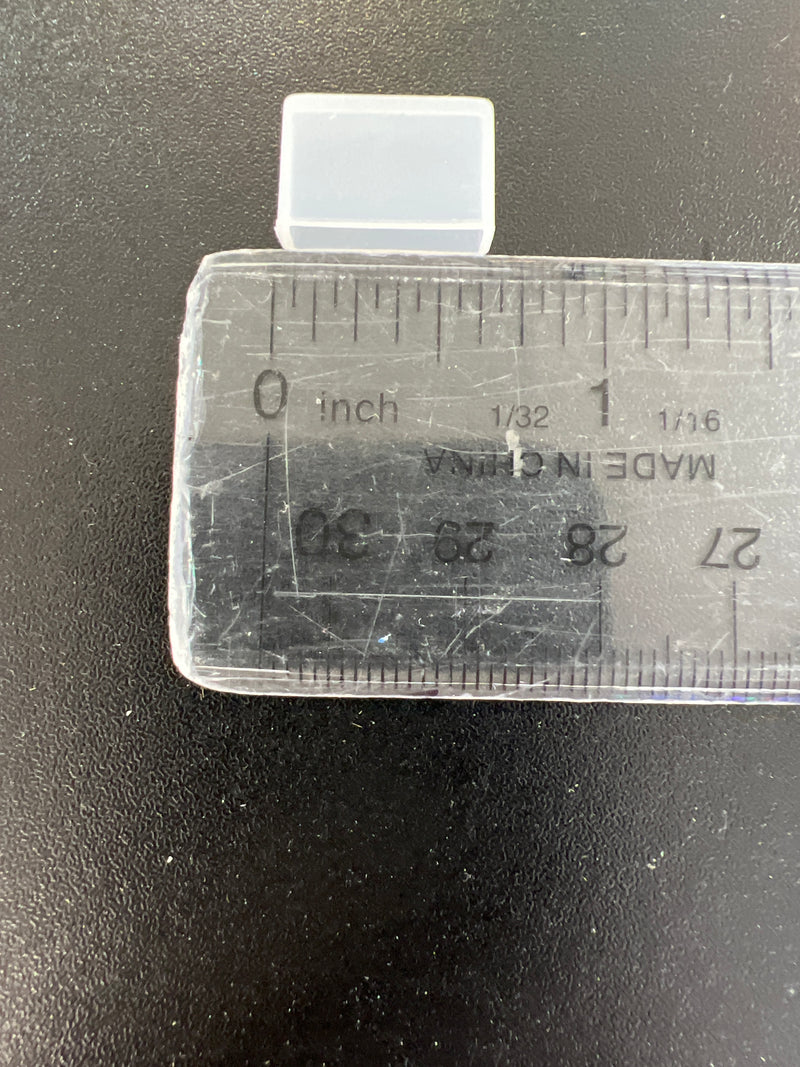 0 inch 1/32 1 1/16
MADE IN CHINA
30 29 28 27